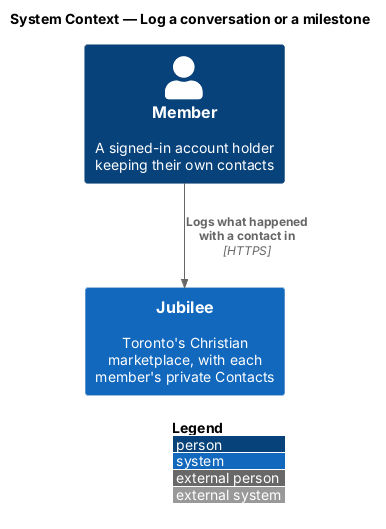 System Context — Log a conversation or a milestone
Member
A signed-in account holder
keeping their own contacts
Logs what happened
with a contact in
[HTTPS]
Jubilee
Toronto's Christian
marketplace, with each
member's private Contacts
Legend
person
system
external person
external system